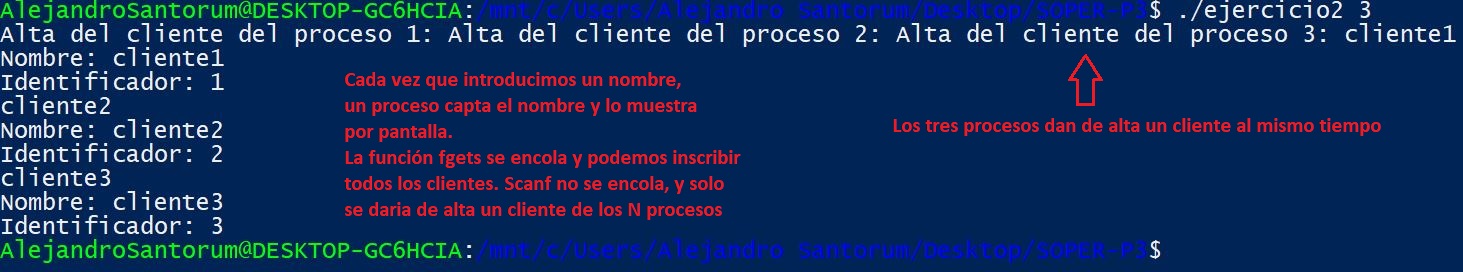 AlejandroSantorum@DESKTOP-GC6HCIA:/mnt/c/Users/Alejandro Santorum/Desktop/SOPER-P3$ ./ejercicio2 3
Alta del cliente del proceso 1: Alta del cliente del proceso 2: Alta del cliente del proceso 3: cliente1
Nombre: cliente1
Identificador: 1
cliente2
Nombre: cliente2
Identificador: 2
cliente3
Nombre: cliente3
Identificador: 3
AlejandroSantorum@DESKTOP-GC6HCIA:/mnt/c/Users/Alejandro Santorum/Desktop/SOPER-P3$
Cada vez que introducimos un nombre,
un proceso capta el nombre y lo muestra
por pantalla.
La función fgets se encola y podemos inscribir
todos los clientes. Scanf no se encola, y solo
se daria de alta un cliente de los N procesos
Los tres procesos dan de alta un cliente al mismo tiempo